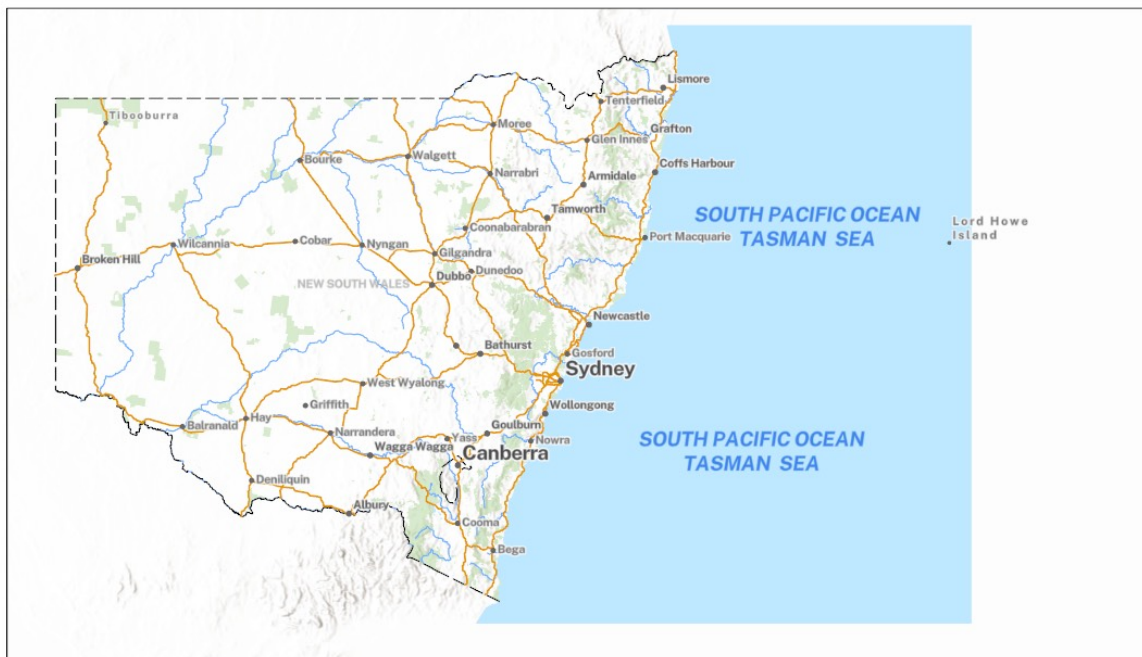 Lismore
Tenterfield
Tibooburra
Moree
Grafton
Glen Innes
Bourke
Walgett
Coffs Harbour
Narrabri
Armidale
Tamworth
SOUTH PACIFIC OCEAN
TASMAN SEA
Lord Howe
Island
Coonabarabran
Port Macquarie
Wilcannia
Cobar
Nyngan
Gilgandra
Broken Hill
Dunedoo
Dubbo
NEW SOUTH WALES
Newcastle
Bathurst
Gosford
Sydney
West Wyalong
Griffith
Wollongong
Hay
Balranald
Narrandera
Goulburn
Yass
Nowra
SOUTH PACIFIC OCEAN
TASMAN SEA
Wagga Wagga
Canberra
Deniliquin
Albury
Cooma
Bega